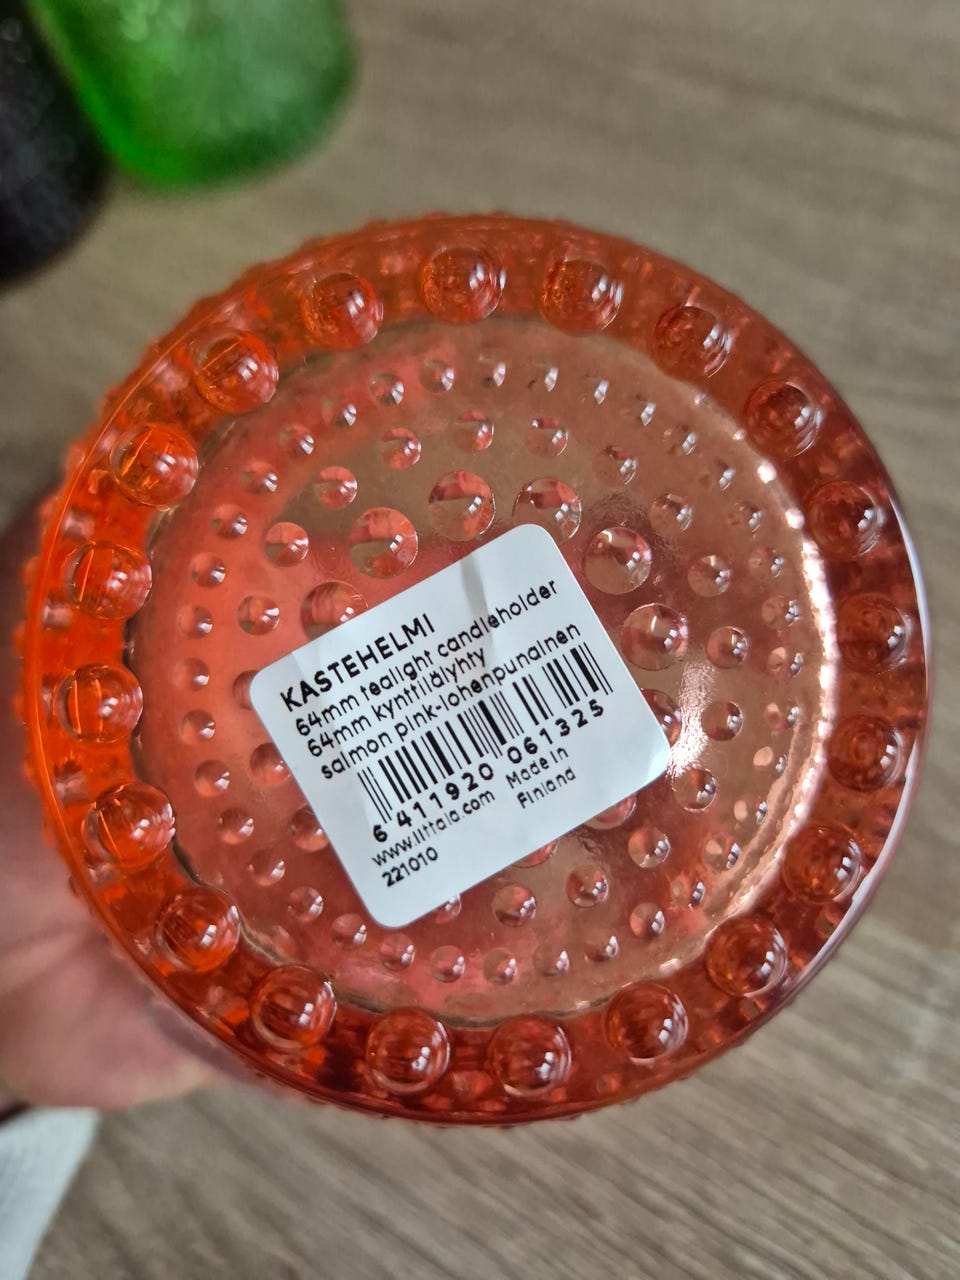 KASTEHELMI
64mm tealight candleholder
64mm kynttilälyhty
salmon pink-lohenpunainen
6 411920 061325
www.iittala.com Made in
221010 Finland